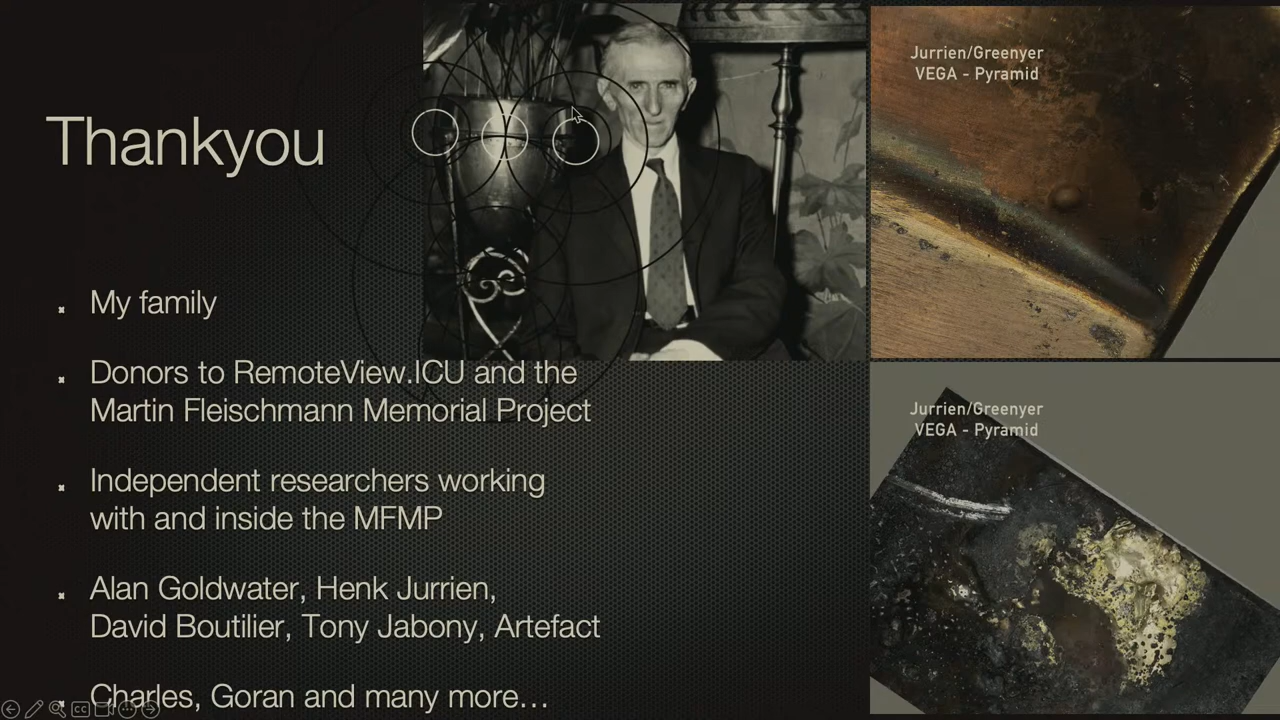 Thankyou
My family
Donors to RemoteView.ICU and the
Martin Fleischmann Memorial Project
Independent researchers working
with and inside the MFMP
Alan Goldwater, Henk Jurrien,
David Boutilier, Tony Jabony, Artefact
Charles, Goran and many more...
Jurrien/Greenyer
VEGA - Pyramid
Jurrien/Greenyer
VEGA - Pyramid
CC